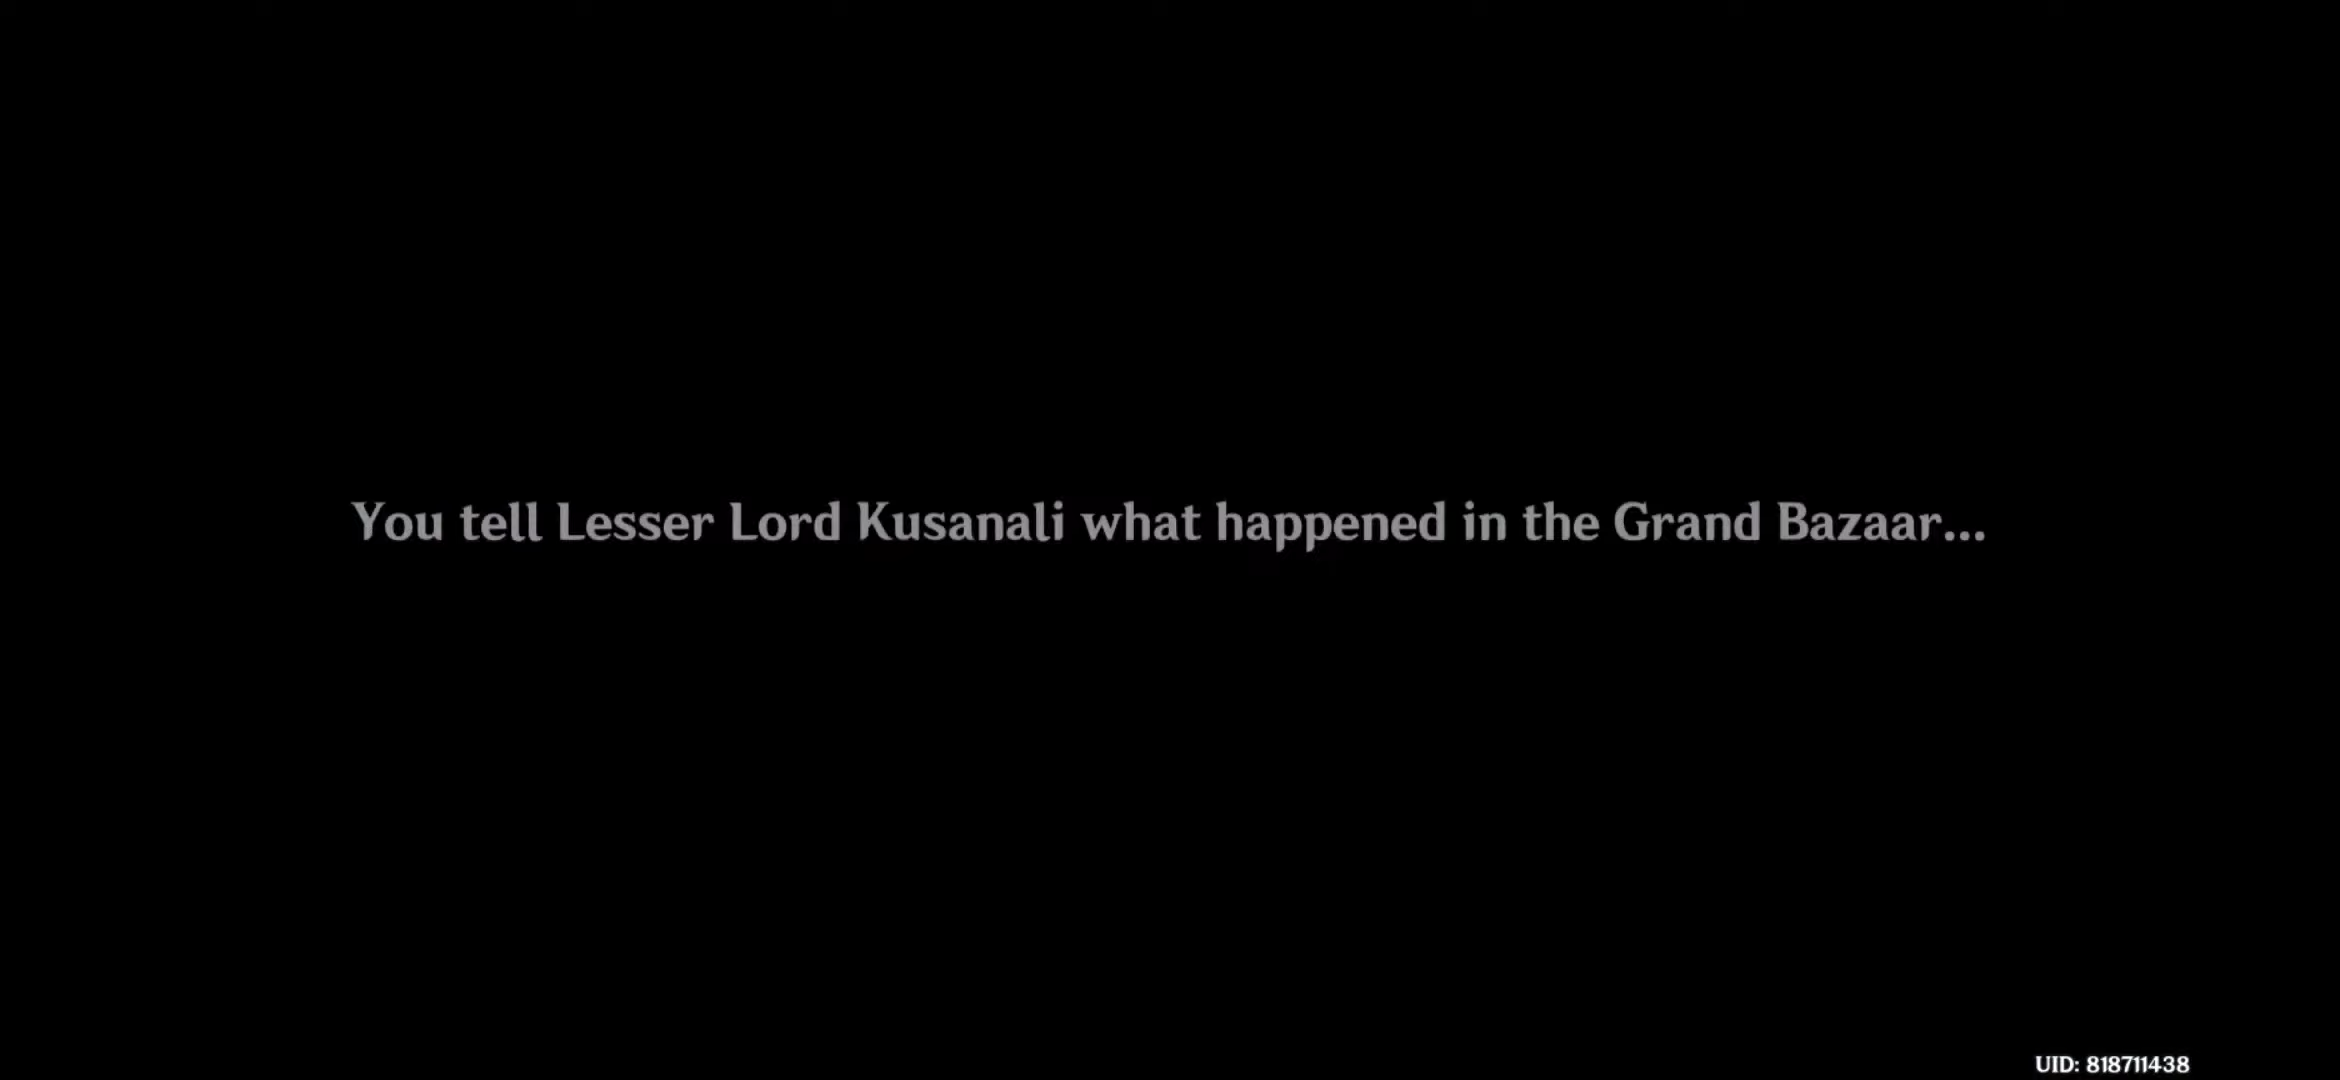 You tell Lesser Lord Kusanali what happened in the Grand Bazaar...
UID: 818711438